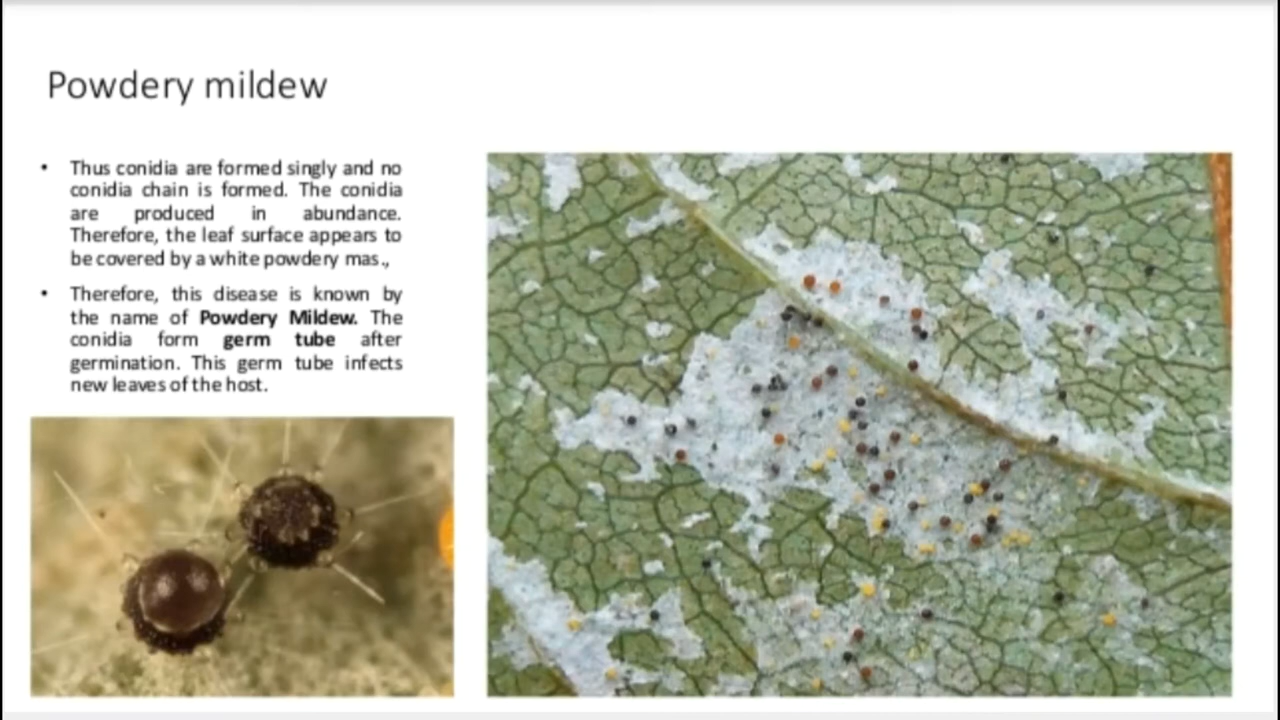 Powdery mildew
• Thus conidia are formed singly and no
conidia chain is formed. The conidia
are produced in abundance.
Therefore, the leaf surface appears to
be covered by a white powdery mas.,
• Therefore, this disease is known by
the name of Powdery Mildew. The
conidia form germ tube after
germination. This germ tube infects
new leaves of the host.